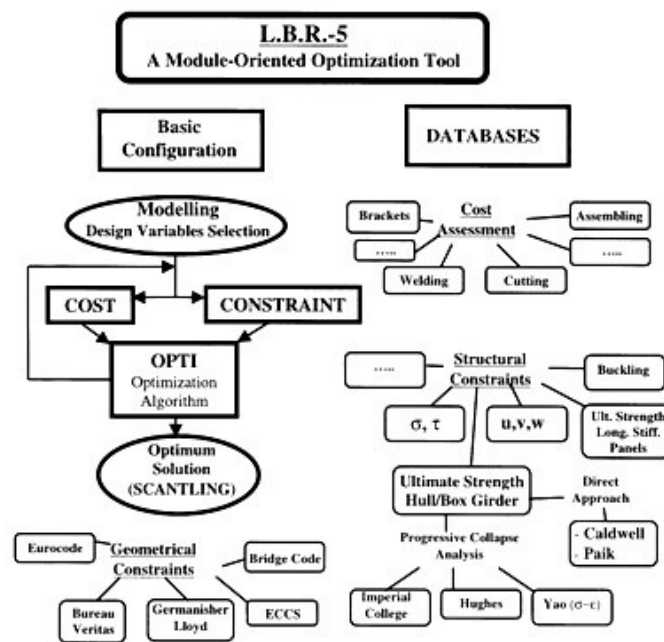 L.B.R.-5
A Module-Oriented Optimization Tool
Basic
Configuration
DATABASES
Modelling
Design Variables Selection
COST
CONSTRAINT
OPTI
Optimization
Algorithm
Optimum
Solution
(SCANTLING)
Brackets
Cost
Assessment
Assembling
.....
.....
Welding
Cutting
.....
Structural
Constraints
Buckling
σ, τ
u,v,w
Ult. Strength
Long. Stiff.
Panels
Ultimate Strength
Hull/Box Girder
Direct
Approach
- Caldwell
- Paik
Progressive Collapse
Analysis
Imperial
College
Hughes
Yao (σ-ε)
Eurocode
Geometrical
Constraints
Bridge Code
Bureau
Veritas
Germanisher
Lloyd
ECCS